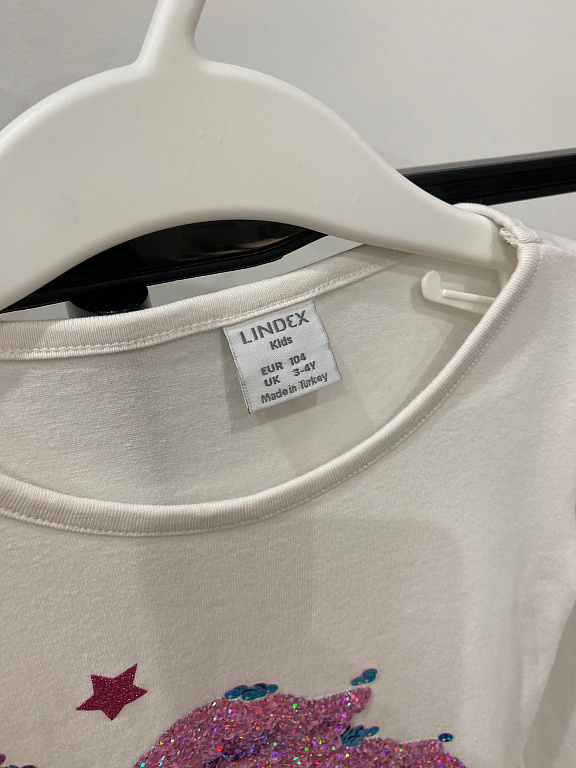 LINDEX
Kids
EUR 104
UK 3-4Y
Made in Turkey